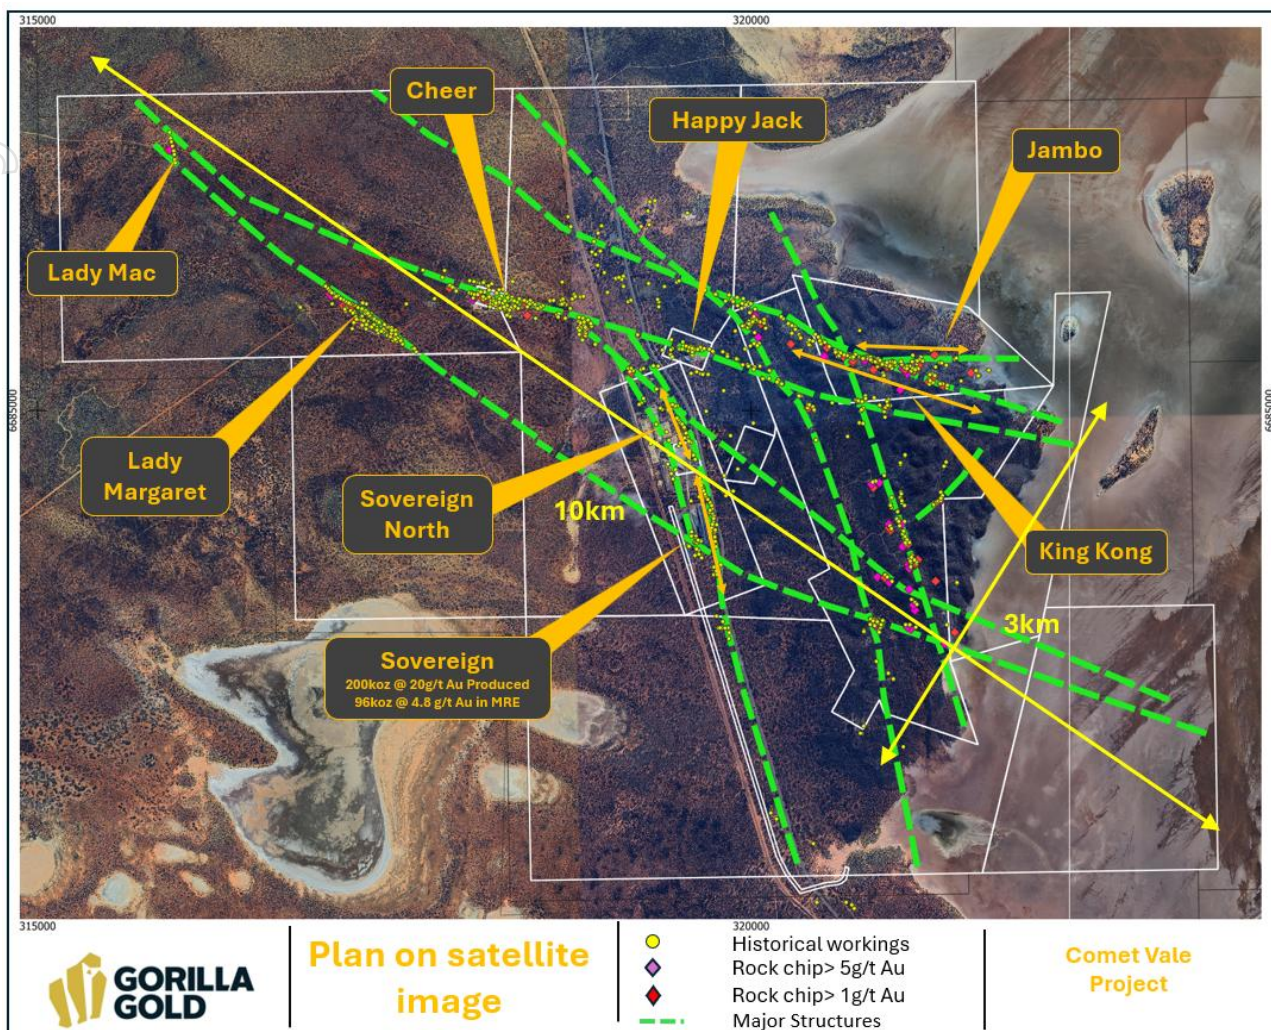 315000
320000
Cheer
Happy Jack
Jambo
Lady Mac
6685000
6685000
Lady
Margaret
Sovereign
North
10km
King Kong
3km
Sovereign
200koz @ 20g/t Au Produced
96koz @ 4.8 g/t Au in MRE
315000
320000
GORILLA
GOLD
Plan on satellite
image
Historical workings
Rock chip> 5g/t Au
Rock chip> 1g/t Au
Major Structures
Comet Vale
Project